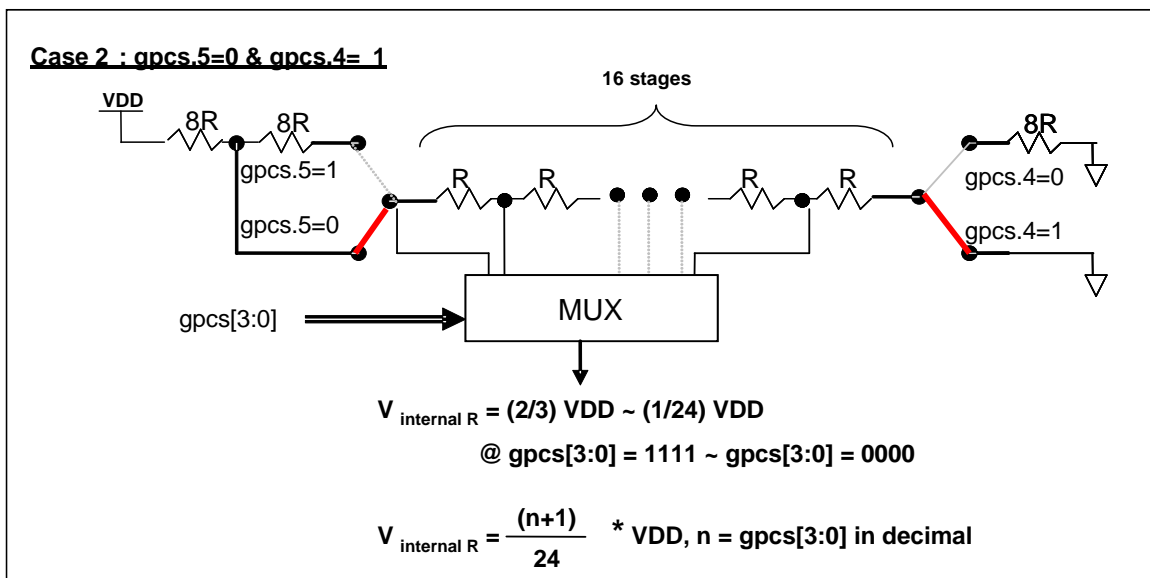 Case 2 : gpcs.5=0 & gpcs.4= 1
16 stages
VDD
8R
8R
8R
gpcs.5=1
R
R
R
R
gpcs.4=0
gpcs.5=0
gpcs.4=1
MUX
gpcs[3:0]
V internal R = (2/3) VDD ~ (1/24) VDD
@ gpcs[3:0] = 1111 ~ gpcs[3:0] = 0000
V internal R = (n+1) / 24 * VDD, n = gpcs[3:0] in decimal